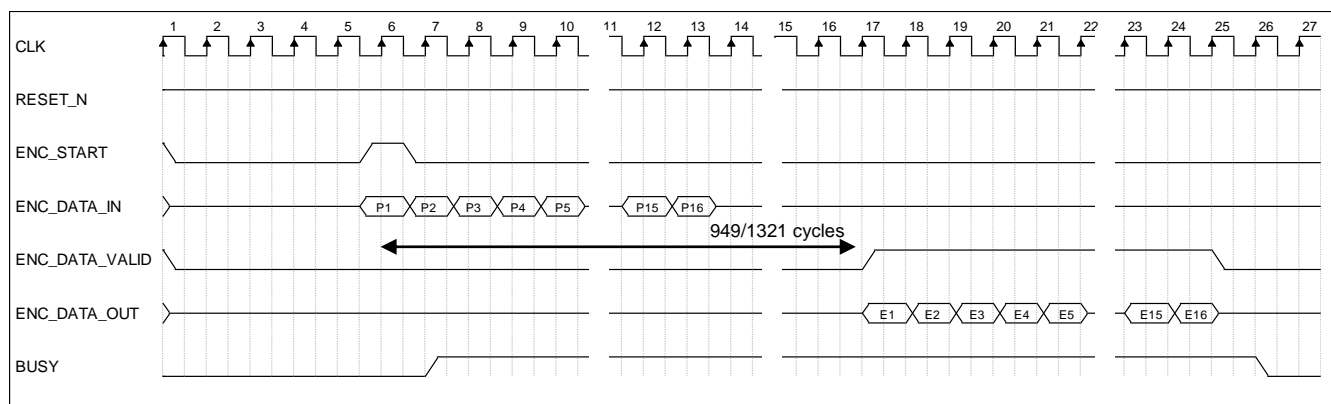 1 2 3 4 5 6 7 8 9 10 11 12 13 14 15 16 17 18 19 20 21 22 23 24 25 26 27
CLK
RESET_N
ENC_START
ENC_DATA_IN P1 P2 P3 P4 P5 P15 P16
949/1321 cycles
ENC_DATA_VALID
ENC_DATA_OUT E1 E2 E3 E4 E5 E15 E16
BUSY